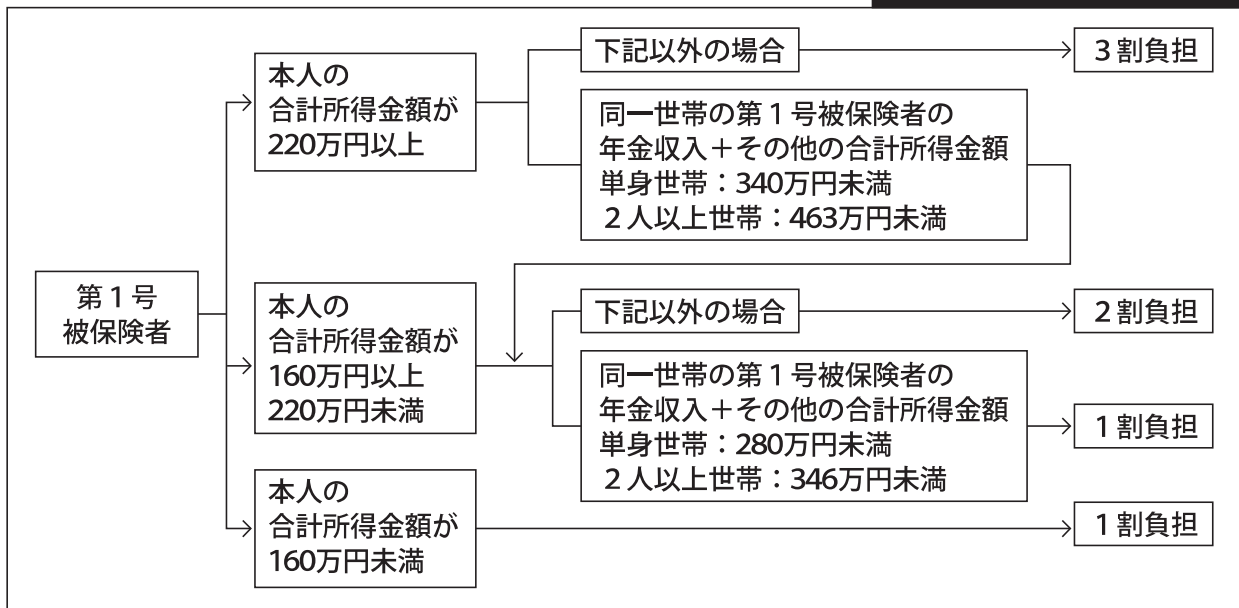 第１号
被保険者
本人の
合計所得金額が
220万円以上
下記以外の場合
３割負担
同一世帯の第１号被保険者の
年金収入＋その他の合計所得金額
単身世帯：340万円未満
２人以上世帯：463万円未満
本人の
合計所得金額が
160万円以上
220万円未満
下記以外の場合
２割負担
同一世帯の第１号被保険者の
年金収入＋その他の合計所得金額
単身世帯：280万円未満
２人以上世帯：346万円未満
１割負担
本人の
合計所得金額が
160万円未満
１割負担